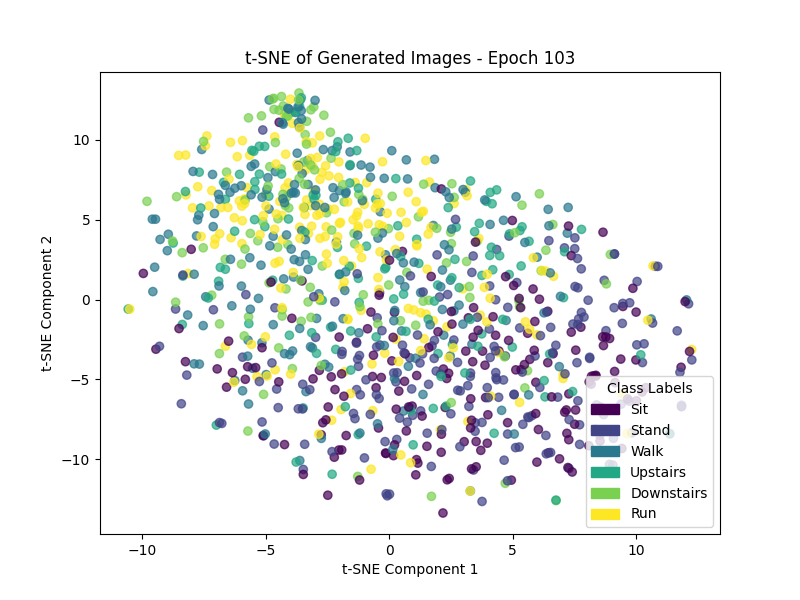 t-SNE of Generated Images - Epoch 103
t-SNE Component 2
10
5
0
−5
−10
Class Labels
Sit
Stand
Walk
Upstairs
Downstairs
Run
−10
−5
0
5
10
t-SNE Component 1